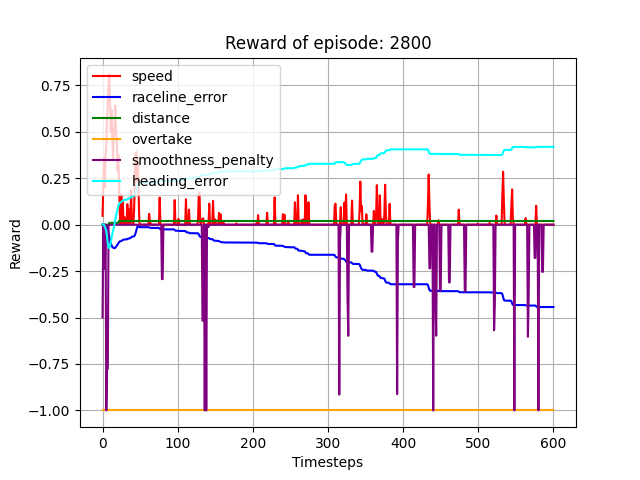 Reward of episode: 2800
speed
raceline_error
distance
overtake
smoothness_penalty
heading_error
Reward
0.75
0.50
0.25
0.00
−0.25
−0.50
−0.75
−1.00
0 100 200 300 400 500 600
Timesteps